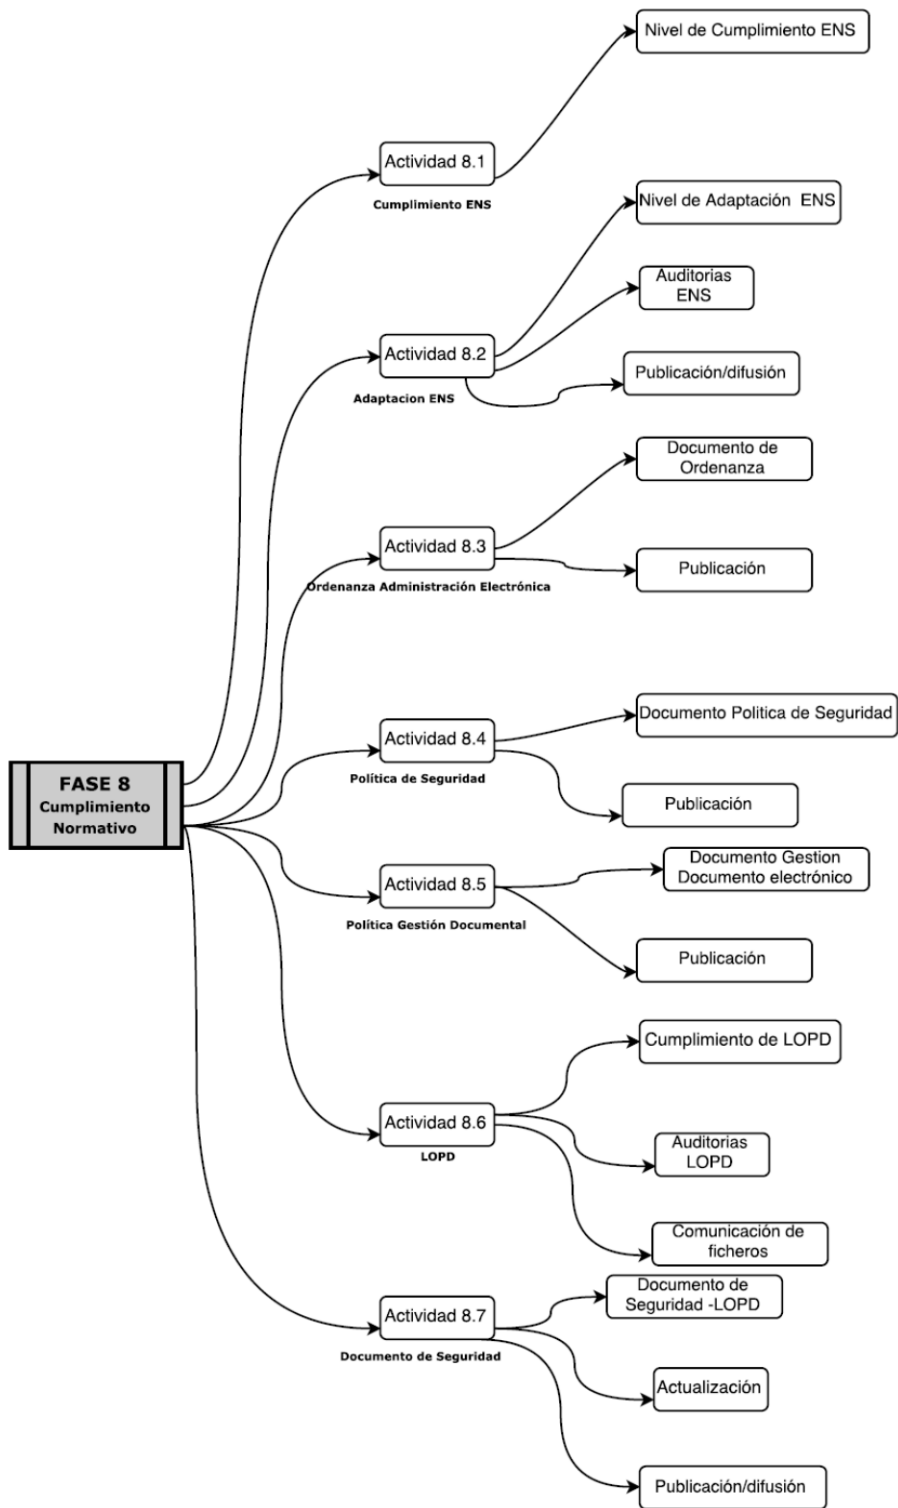 Nivel de Cumplimiento ENS
Actividad 8.1
Cumplimiento ENS
Nivel de Adaptación  ENS
Auditorias
ENS
Actividad 8.2
Publicación/difusión
Adaptacion ENS
Documento de
Ordenanza
Actividad 8.3
Publicación
Ordenanza Administración Electrónica
Documento Politica de Seguridad
Actividad 8.4
Política de Seguridad
Publicación
FASE 8
Cumplimiento
Normativo
Documento Gestion
Documento electrónico
Actividad 8.5
Política Gestión Documental
Publicación
Cumplimiento de LOPD
Actividad 8.6
LOPD
Auditorias
LOPD
Comunicación de
ficheros
Documento de
Seguridad -LOPD
Actividad 8.7
Documento de Seguridad
Actualización
Publicación/difusión